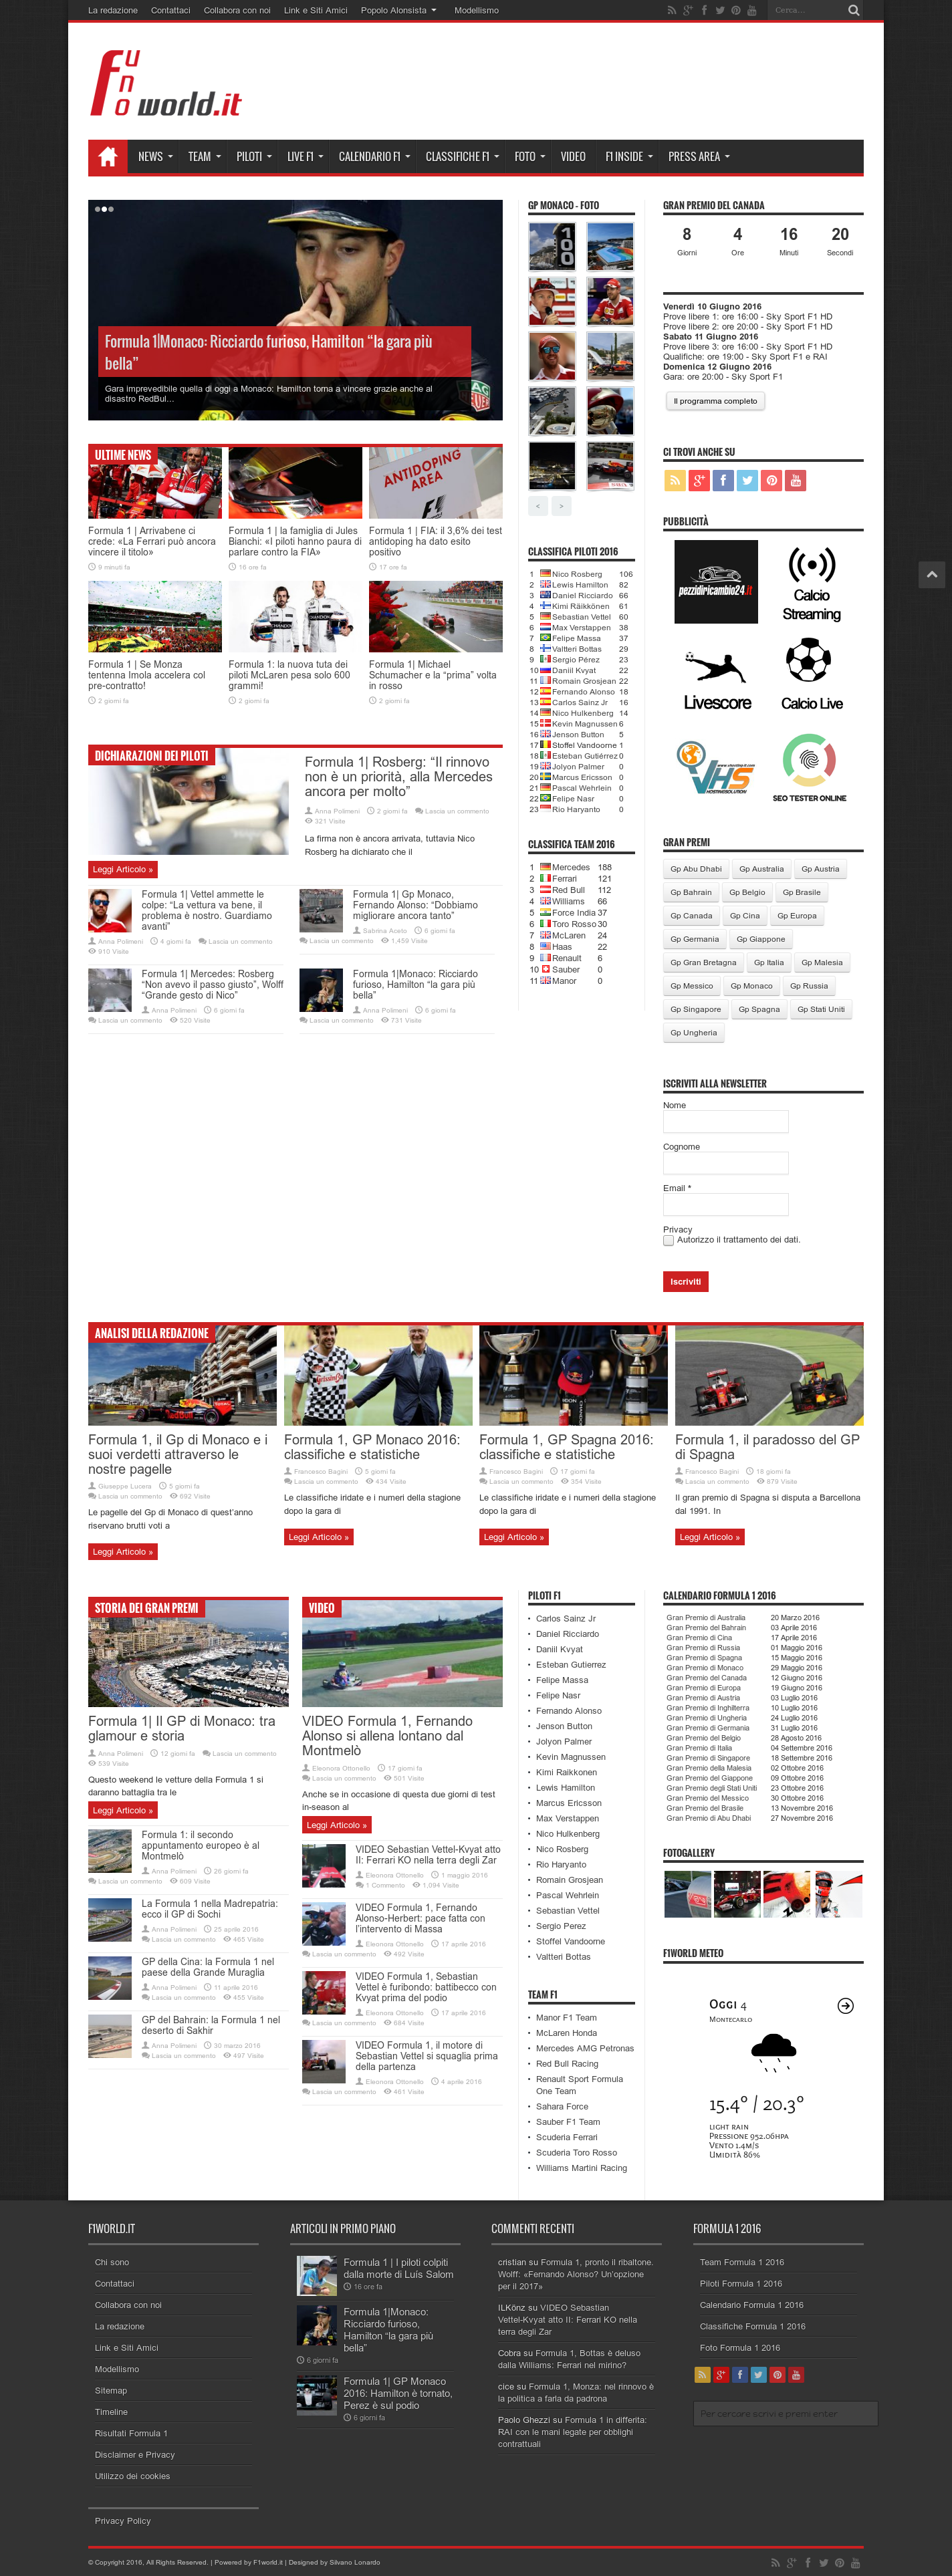 La redazione Contattaci Collabora con noi Link e Siti Amici Popolo Alonsista Modellismo
Cerca...
FUnoworld.it
NEWS TEAM PILOTI LIVE F1 CALENDARIO F1 CLASSIFICHE F1 FOTO VIDEO F1 INSIDE PRESS AREA
Formula 1|Monaco: Ricciardo furioso, Hamilton “la gara più
bella”
Gara imprevedibile quella di oggi a Monaco: Hamilton torna a vincere grazie anche al
disastro RedBul...
ULTIME NEWS
ANTIDOPING
AREA
Formula 1 | Arrivabene ci
crede: «La Ferrari può ancora
vincere il titolo»
9 minuti fa
Formula 1 | la famiglia di Jules
Bianchi: «I piloti hanno paura di
parlare contro la FIA»
16 ore fa
Formula 1 | FIA: il 3,6% dei test
antidoping ha dato esito
positivo
17 ore fa
Formula 1 | Se Monza
tentenna Imola accelera col
pre-contratto!
2 giorni fa
Formula 1: la nuova tuta dei
piloti McLaren pesa solo 600
grammi!
2 giorni fa
Formula 1| Michael
Schumacher e la “prima” volta
in rosso
2 giorni fa
DICHIARAZIONI DEI PILOTI
Formula 1| Rosberg: “Il rinnovo
non è un priorità, alla Mercedes
ancora per molto”
Anna Polimeni 2 giorni fa Lascia un commento
321 Visite
La firma non è ancora arrivata, tuttavia Nico
Rosberg ha dichiarato che il
Leggi Articolo »
Formula 1| Vettel ammette le
colpe: “La vettura va bene, il
problema è nostro. Guardiamo
avanti”
Anna Polimeni 4 giorni fa Lascia un commento
910 Visite
Formula 1| Gp Monaco,
Fernando Alonso: “Dobbiamo
migliorare ancora tanto”
Sabrina Aceto 6 giorni fa
Lascia un commento 1,459 Visite
Formula 1| Mercedes: Rosberg
“Non avevo il passo giusto”, Wolff
“Grande gesto di Nico”
Anna Polimeni 6 giorni fa
Lascia un commento 520 Visite
Formula 1|Monaco: Ricciardo
furioso, Hamilton “la gara più
bella”
Anna Polimeni 6 giorni fa
Lascia un commento 731 Visite
GP MONACO - FOTO
100
< >
CLASSIFICA PILOTI 2016
1 Nico Rosberg 106
2 Lewis Hamilton 82
3 Daniel Ricciardo 66
4 Kimi Räikkönen 61
5 Sebastian Vettel 60
6 Max Verstappen 38
7 Felipe Massa 37
8 Valtteri Bottas 29
9 Sergio Pérez 23
10 Daniil Kvyat 22
11 Romain Grosjean 22
12 Fernando Alonso 18
13 Carlos Sainz Jr 16
14 Nico Hulkenberg 14
15 Kevin Magnussen 6
16 Jenson Button 5
17 Stoffel Vandoorne 1
18 Esteban Gutiérrez 0
19 Jolyon Palmer 0
20 Marcus Ericsson 0
21 Pascal Wehrlein 0
22 Felipe Nasr 0
23 Rio Haryanto 0
CLASSIFICA TEAM 2016
1 Mercedes 188
2 Ferrari 121
3 Red Bull 112
4 Williams 66
5 Force India 37
6 Toro Rosso 30
7 McLaren 24
8 Haas 22
9 Renault 6
10 Sauber 0
11 Manor 0
GRAN PREMIO DEL CANADA
8 4 16 20
Giorni Ore Minuti Secondi
Venerdì 10 Giugno 2016
Prove libere 1: ore 16:00 - Sky Sport F1 HD
Prove libere 2: ore 20:00 - Sky Sport F1 HD
Sabato 11 Giugno 2016
Prove libere 3: ore 16:00 - Sky Sport F1 HD
Qualifiche: ore 19:00 - Sky Sport F1 e RAI
Domenica 12 Giugno 2016
Gara: ore 20:00 - Sky Sport F1
Il programma completo
CI TROVI ANCHE SU
PUBBLICITÀ
pezzidiricambio24.it
Calcio
Streaming
Livescore
Calcio Live
VHS
HOSTINGSOLUTION
SEO TESTER ONLINE
GRAN PREMI
Gp Abu Dhabi Gp Australia Gp Austria
Gp Bahrain Gp Belgio Gp Brasile
Gp Canada Gp Cina Gp Europa
Gp Germania Gp Giappone
Gp Gran Bretagna Gp Italia Gp Malesia
Gp Messico Gp Monaco Gp Russia
Gp Singapore Gp Spagna Gp Stati Uniti
Gp Ungheria
ISCRIVITI ALLA NEWSLETTER
Nome
Cognome
Email *
Privacy
Autorizzo il trattamento dei dati.
Iscriviti
ANALISI DELLA REDAZIONE
Formula 1, il Gp di Monaco e i
suoi verdetti attraverso le
nostre pagelle
Giuseppe Lucera 5 giorni fa
Lascia un commento 692 Visite
Le pagelle del Gp di Monaco di quest'anno
riservano brutti voti a
Leggi Articolo »
Formula 1, GP Monaco 2016:
classifiche e statistiche
Francesco Bagini 5 giorni fa
Lascia un commento 434 Visite
Le classifiche iridate e i numeri della stagione
dopo la gara di
Leggi Articolo »
Formula 1, GP Spagna 2016:
classifiche e statistiche
Francesco Bagini 17 giorni fa
Lascia un commento 354 Visite
Le classifiche iridate e i numeri della stagione
dopo la gara di
Leggi Articolo »
Formula 1, il paradosso del GP
di Spagna
Francesco Bagini 18 giorni fa
Lascia un commento 879 Visite
Il gran premio di Spagna si disputa a Barcellona
dal 1991. In
Leggi Articolo »
STORIA DEI GRAN PREMI
Formula 1| Il GP di Monaco: tra
glamour e storia
Anna Polimeni 12 giorni fa Lascia un commento
539 Visite
Questo weekend le vetture della Formula 1 si
daranno battaglia tra le
Leggi Articolo »
Formula 1: il secondo
appuntamento europeo è al
Montmelò
Anna Polimeni 26 giorni fa
Lascia un commento 609 Visite
La Formula 1 nella Madrepatria:
ecco il GP di Sochi
Anna Polimeni 25 aprile 2016
Lascia un commento 465 Visite
GP della Cina: la Formula 1 nel
paese della Grande Muraglia
Anna Polimeni 11 aprile 2016
Lascia un commento 455 Visite
GP del Bahrain: la Formula 1 nel
deserto di Sakhir
Anna Polimeni 30 marzo 2016
Lascia un commento 497 Visite
VIDEO
VIDEO Formula 1, Fernando
Alonso si allena lontano dal
Montmelò
Eleonora Ottonello 17 giorni fa
Lascia un commento 501 Visite
Anche se in occasione di questa due giorni di test
in-season al
Leggi Articolo »
VIDEO Sebastian Vettel-Kvyat atto
II: Ferrari KO nella terra degli Zar
Eleonora Ottonello 1 maggio 2016
1 Commento 1,094 Visite
VIDEO Formula 1, Fernando
Alonso-Herbert: pace fatta con
l'intervento di Massa
Eleonora Ottonello 17 aprile 2016
Lascia un commento 492 Visite
VIDEO Formula 1, Sebastian
Vettel è furibondo: battibecco con
Kvyat prima del podio
Eleonora Ottonello 17 aprile 2016
Lascia un commento 684 Visite
VIDEO Formula 1, il motore di
Sebastian Vettel si squaglia prima
della partenza
Eleonora Ottonello 4 aprile 2016
Lascia un commento 461 Visite
PILOTI F1
Carlos Sainz Jr
Daniel Ricciardo
Daniil Kvyat
Esteban Gutierrez
Felipe Massa
Felipe Nasr
Fernando Alonso
Jenson Button
Jolyon Palmer
Kevin Magnussen
Kimi Raikkonen
Lewis Hamilton
Marcus Ericsson
Max Verstappen
Nico Hulkenberg
Nico Rosberg
Rio Haryanto
Romain Grosjean
Pascal Wehrlein
Sebastian Vettel
Sergio Perez
Stoffel Vandoorne
Valtteri Bottas
TEAM F1
Manor F1 Team
McLaren Honda
Mercedes AMG Petronas
Red Bull Racing
Renault Sport Formula
One Team
Sahara Force
Sauber F1 Team
Scuderia Ferrari
Scuderia Toro Rosso
Williams Martini Racing
CALENDARIO FORMULA 1 2016
Gran Premio di Australia 20 Marzo 2016
Gran Premio del Bahrain 03 Aprile 2016
Gran Premio di Cina 17 Aprile 2016
Gran Premio di Russia 01 Maggio 2016
Gran Premio di Spagna 15 Maggio 2016
Gran Premio di Monaco 29 Maggio 2016
Gran Premio del Canada 12 Giugno 2016
Gran Premio di Europa 19 Giugno 2016
Gran Premio di Austria 03 Luglio 2016
Gran Premio di Inghilterra 10 Luglio 2016
Gran Premio di Ungheria 24 Luglio 2016
Gran Premio di Germania 31 Luglio 2016
Gran Premio del Belgio 28 Agosto 2016
Gran Premio di Italia 04 Settembre 2016
Gran Premio di Singapore 18 Settembre 2016
Gran Premio della Malesia 02 Ottobre 2016
Gran Premio del Giappone 09 Ottobre 2016
Gran Premio degli Stati Uniti 23 Ottobre 2016
Gran Premio del Messico 30 Ottobre 2016
Gran Premio del Brasile 13 Novembre 2016
Gran Premio di Abu Dhabi 27 Novembre 2016
FOTOGALLERY
F1WORLD METEO
OGGI 4
MONTECARLO
15.4° / 20.3°
LIGHT RAIN
PRESSIONE 952.06HPA
VENTO 1.4M/S
UMIDITÀ 86%
F1WORLD.IT
Chi sono
Contattaci
Collabora con noi
La redazione
Link e Siti Amici
Modellismo
Sitemap
Timeline
Risultati Formula 1
Disclaimer e Privacy
Utilizzo dei cookies
Privacy Policy
ARTICOLI IN PRIMO PIANO
Formula 1 | I piloti colpiti
dalla morte di Luis Salom
16 ore fa
Formula 1|Monaco:
Ricciardo furioso,
Hamilton “la gara più
bella”
6 giorni fa
Formula 1| GP Monaco
2016: Hamilton è tornato,
Perez è sul podio
6 giorni fa
COMMENTI RECENTI
cristian su Formula 1, pronto il ribaltone.
Wolff: «Fernando Alonso? Un'opzione
per il 2017»
ILKönz su VIDEO Sebastian
Vettel-Kvyat atto II: Ferrari KO nella
terra degli Zar
Cobra su Formula 1, Bottas è deluso
dalla Williams: Ferrari nel mirino?
cice su Formula 1, Monza: nel rinnovo è
la politica a farla da padrona
Paolo Ghezzi su Formula 1 in differita:
RAI con le mani legate per obblighi
contrattuali
FORMULA 1 2016
Team Formula 1 2016
Piloti Formula 1 2016
Calendario Formula 1 2016
Classifiche Formula 1 2016
Foto Formula 1 2016
Per cercare scrivi e premi enter
© Copyright 2016, All Rights Reserved. | Powered by F1world.it | Designed by Silvano Lonardo